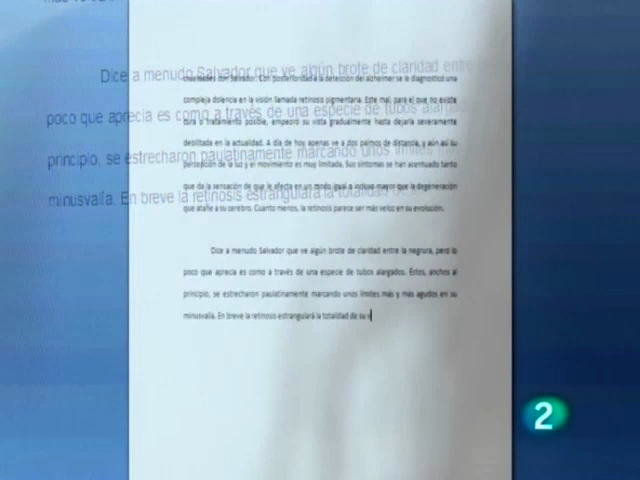 Dice a menudo Salvador que ve algún brote de claridad entre
poco que aprecia es como a través de una especie de tubos
principio, se estrecharon paulatinamente marcando unos límites
minusvalía. En breve la retinosis estrangulará la totalidad
con Salvador. Con posterioridad a la detección del alzheimer se le diagnosticó una
compleja dolencia en la visión llamada retinosis pigmentaria. Este mal, para el que no existe
cura o tratamiento posible, empeoró su vista gradualmente hasta dejarla severamente
debilitada en la actualidad. A día de hoy apenas ve a dos palmos de distancia, y aún así su
percepción de la luz y el movimiento es muy limitada. Sus síntomas se han acentuado tanto
que da la sensación de que le afecta en un modo igual o incluso mayor que la degeneración
que atañe a su cerebro. Cuanto menos, la retinosis parece ser más veloz en su evolución.
Dice a menudo Salvador que ve algún brote de claridad entre la negrura, pero lo
poco que aprecia es como a través de una especie de tubos alargados. Éstos, anchos al
principio, se estrecharon paulatinamente marcando unos límites más y más agudos en su
minusvalía. En breve la retinosis estrangulará la totalidad de su v
2